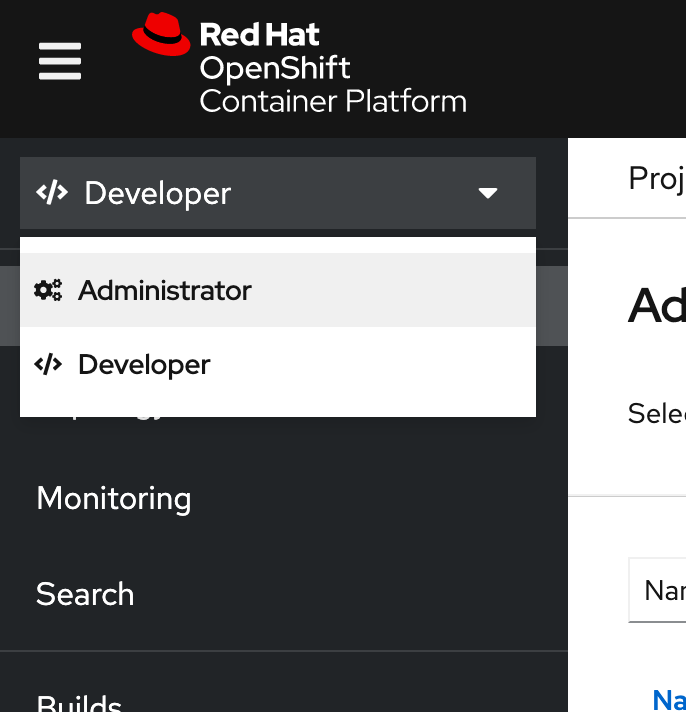 Red Hat
OpenShift
Container Platform
Developer
Administrator
Developer
Monitoring
Search
Builds
Proj
Ad
Sele
Nar
Na